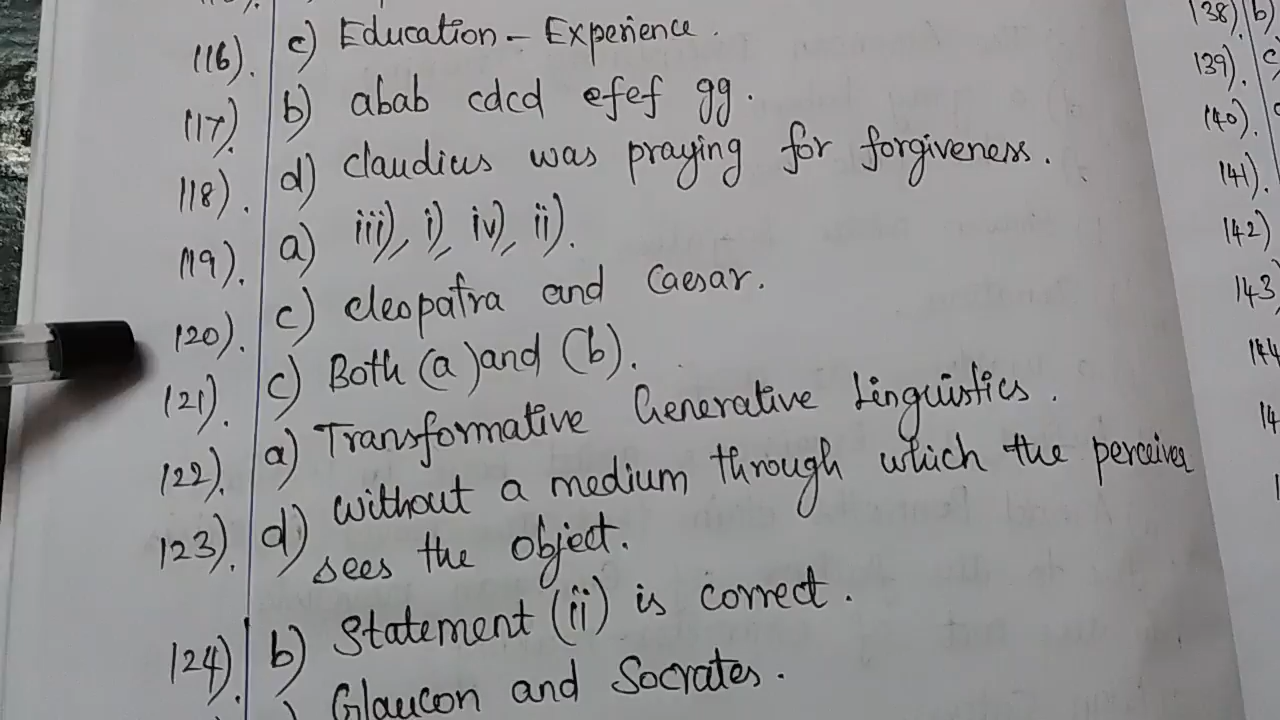 116). c) Education - Experience.
117). b) abab cdcd efef gg.
118). d) claudius was praying for forgiveness.
119). a) iii), i), iv), ii).
120). c) cleopatra and Caesar.
121). c) Both (a) and (b).
122). a) Transformative Generative Linguistics.
123). d) without a medium through which the perceiver
sees the object.
124). b) Statement (ii) is correct.
Glaucon and Socrates.
138). b)
139). c)
140).
141).
142)
143)